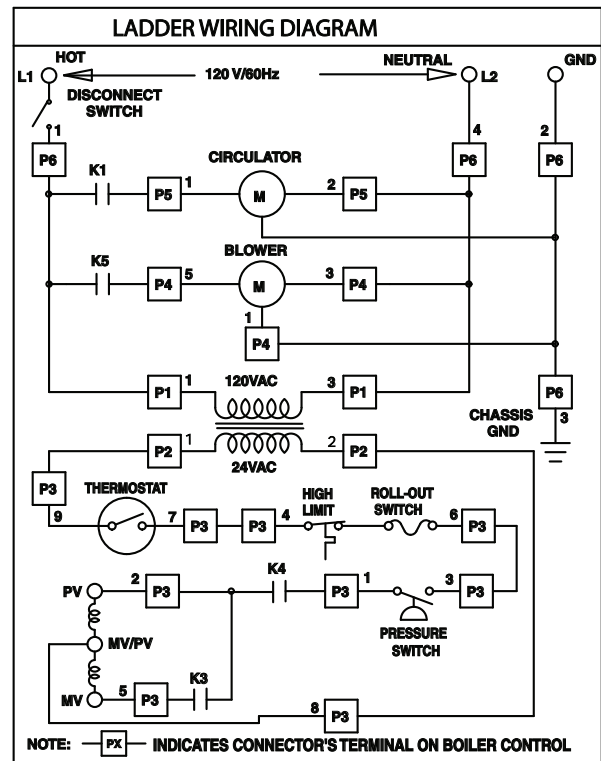 LADDER WIRING DIAGRAM
HOT
NEUTRAL
GND
L1
120 V/60Hz
L2
DISCONNECT
SWITCH
1
4
2
P6
P6
P6
CIRCULATOR
K1
P5
1
M
2
P5
BLOWER
K5
P4
5
M
3
P4
1
P4
P1
1
120VAC
3
P1
P6
3
CHASSIS
GND
P2
1
24VAC
2
P2
P3
9
THERMOSTAT
7
P3
P3
4
HIGH
LIMIT
ROLL-OUT
SWITCH
6
P3
PV
2
P3
K4
P3
1
3
P3
PRESSURE
SWITCH
MV/PV
MV
5
P3
K3
8
P3
NOTE: PX INDICATES CONNECTOR'S TERMINAL ON BOILER CONTROL